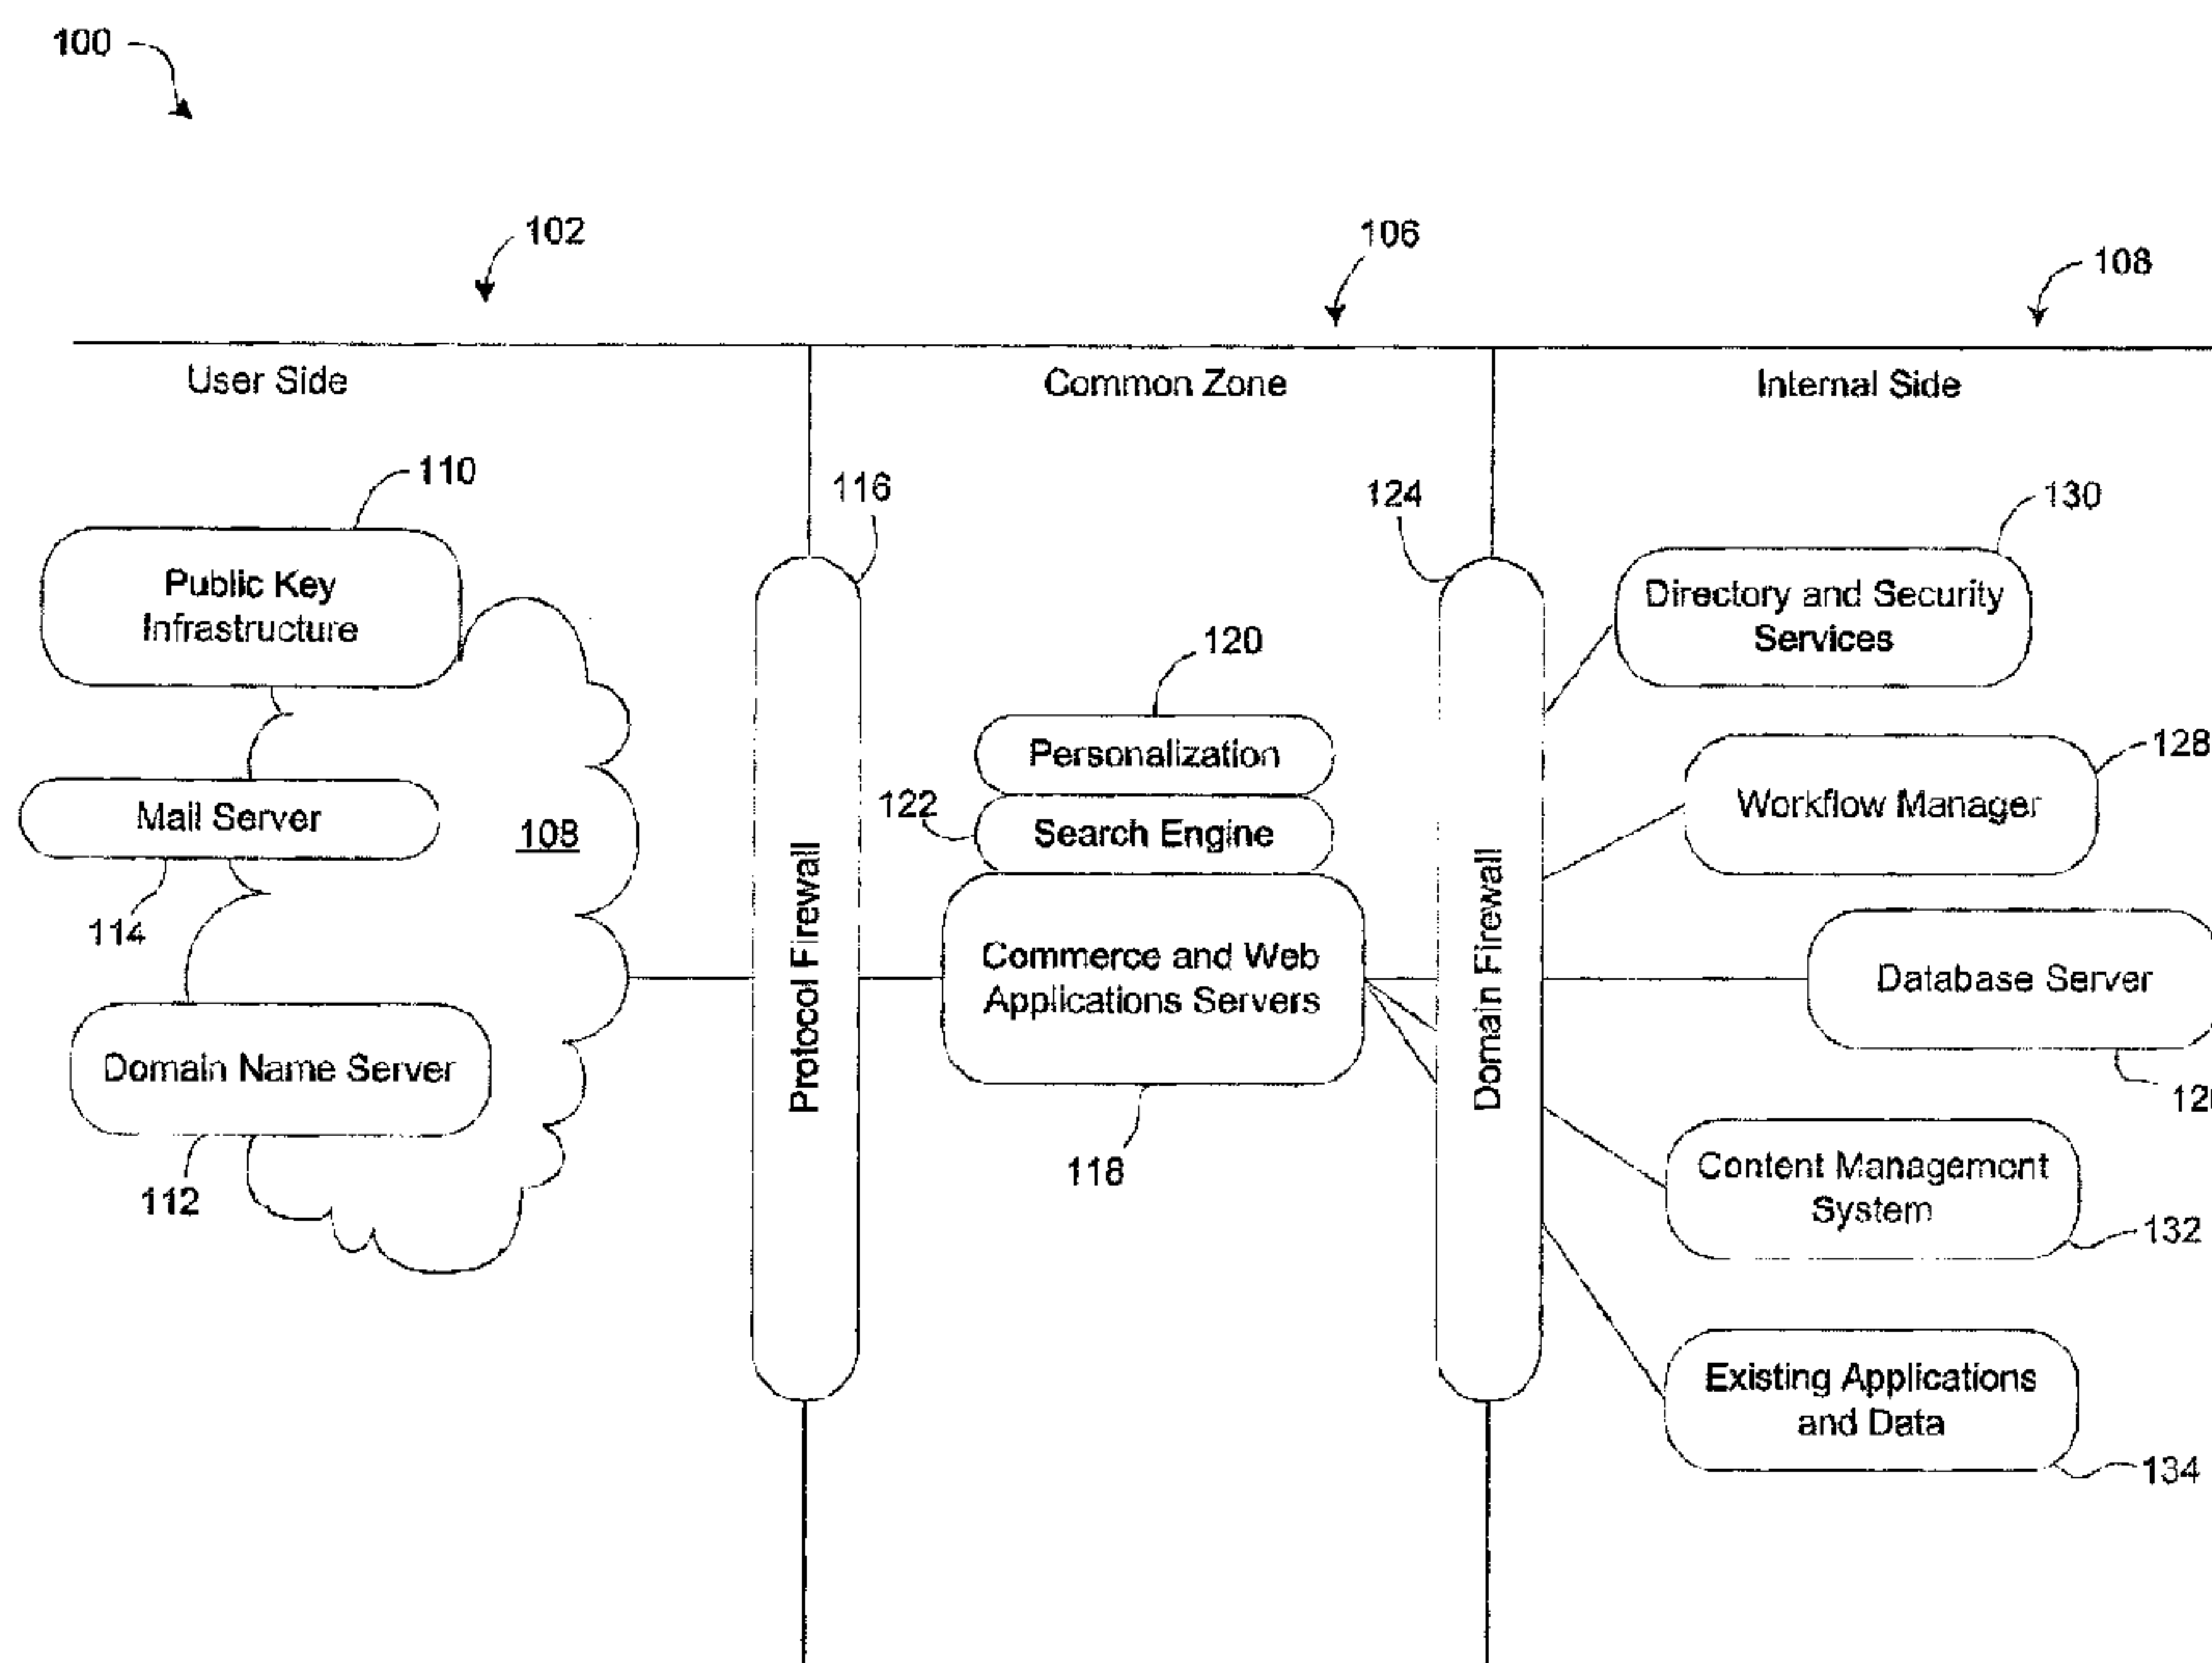 100
102
106
108
User Side
Common Zone
Internal Side
110
116
124
130
Public Key
Infrastructure
Directory and Security
Services
120
Personalization
128
Workflow Manager
Mail Server
108
122
Search Engine
114
Protocol Firewall
Commerce and Web
Applications Servers
Domain Firewall
Database Server
Domain Name Server
112
118
Content Management
System
132
Existing Applications
and Data
134